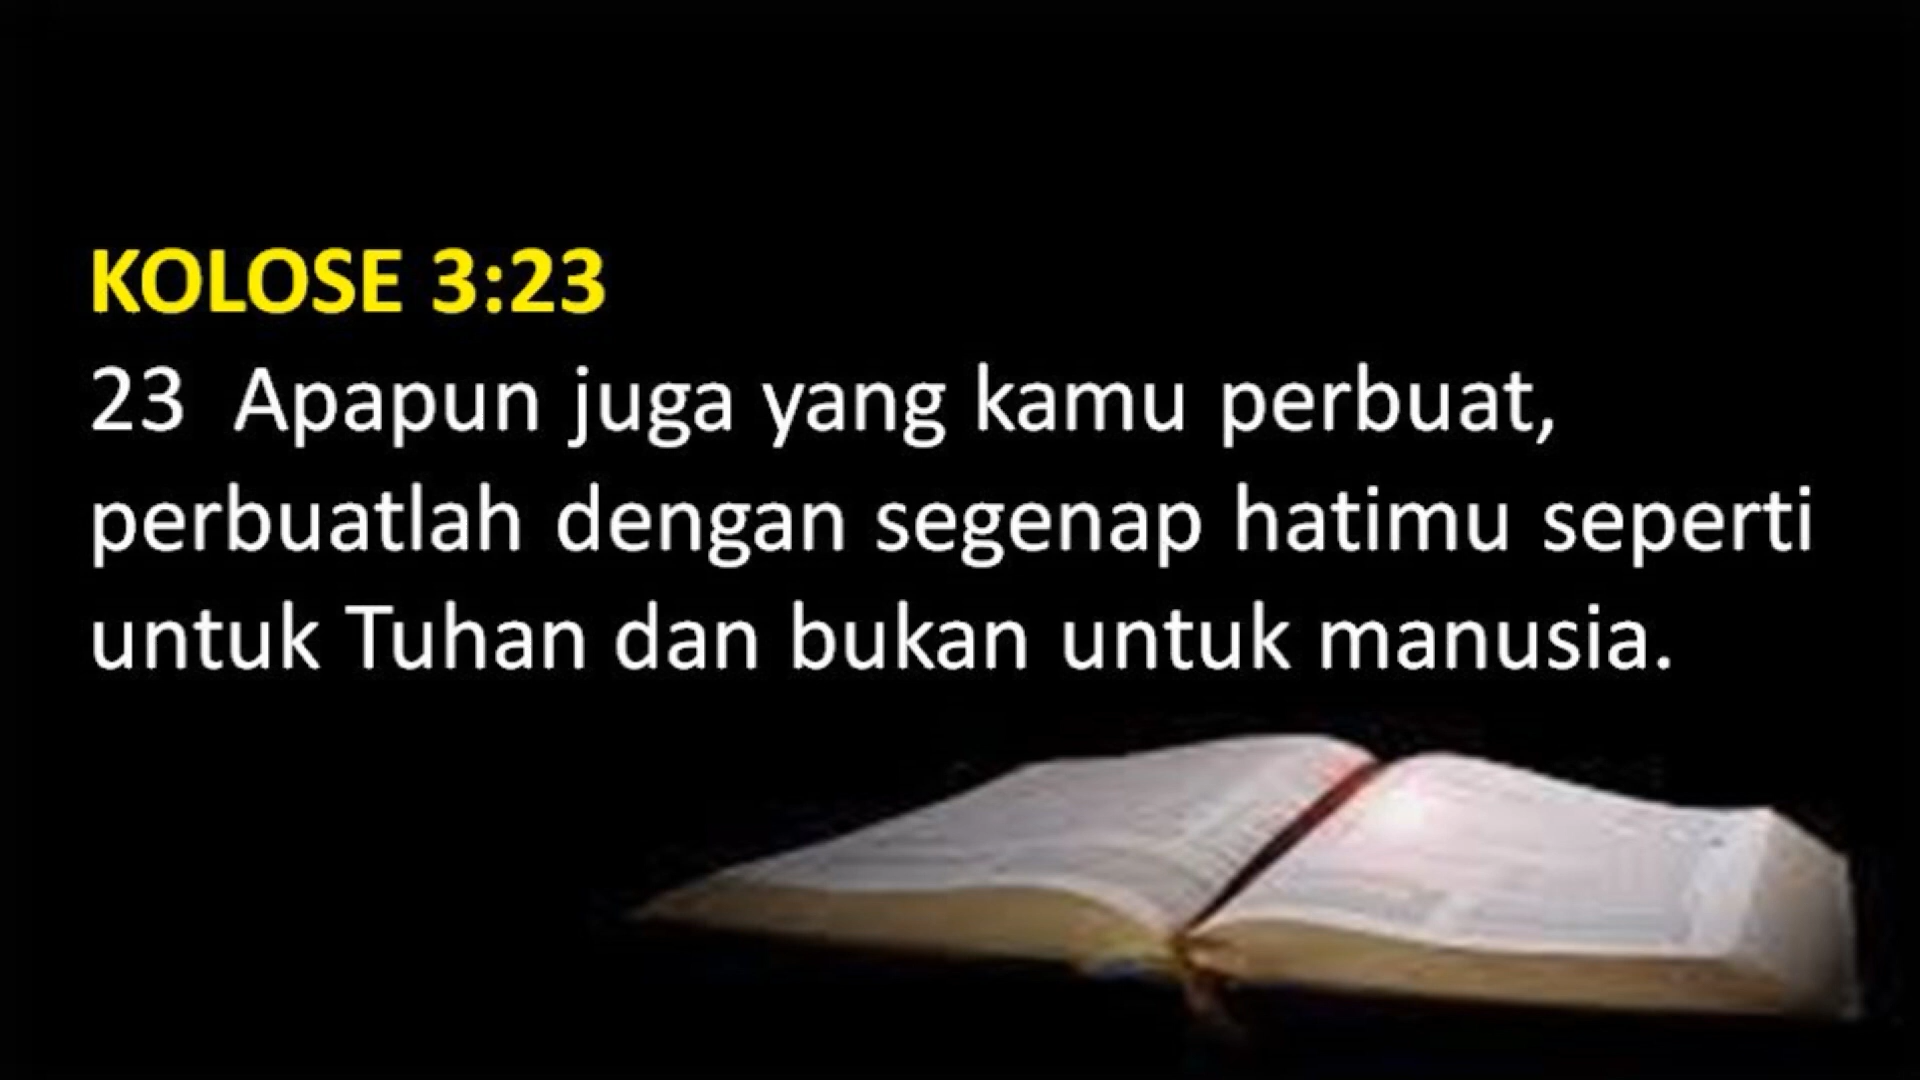 KOLOSE 3:23
23 Apapun juga yang kamu perbuat,
perbuatlah dengan segenap hatimu seperti
untuk Tuhan dan bukan untuk manusia.